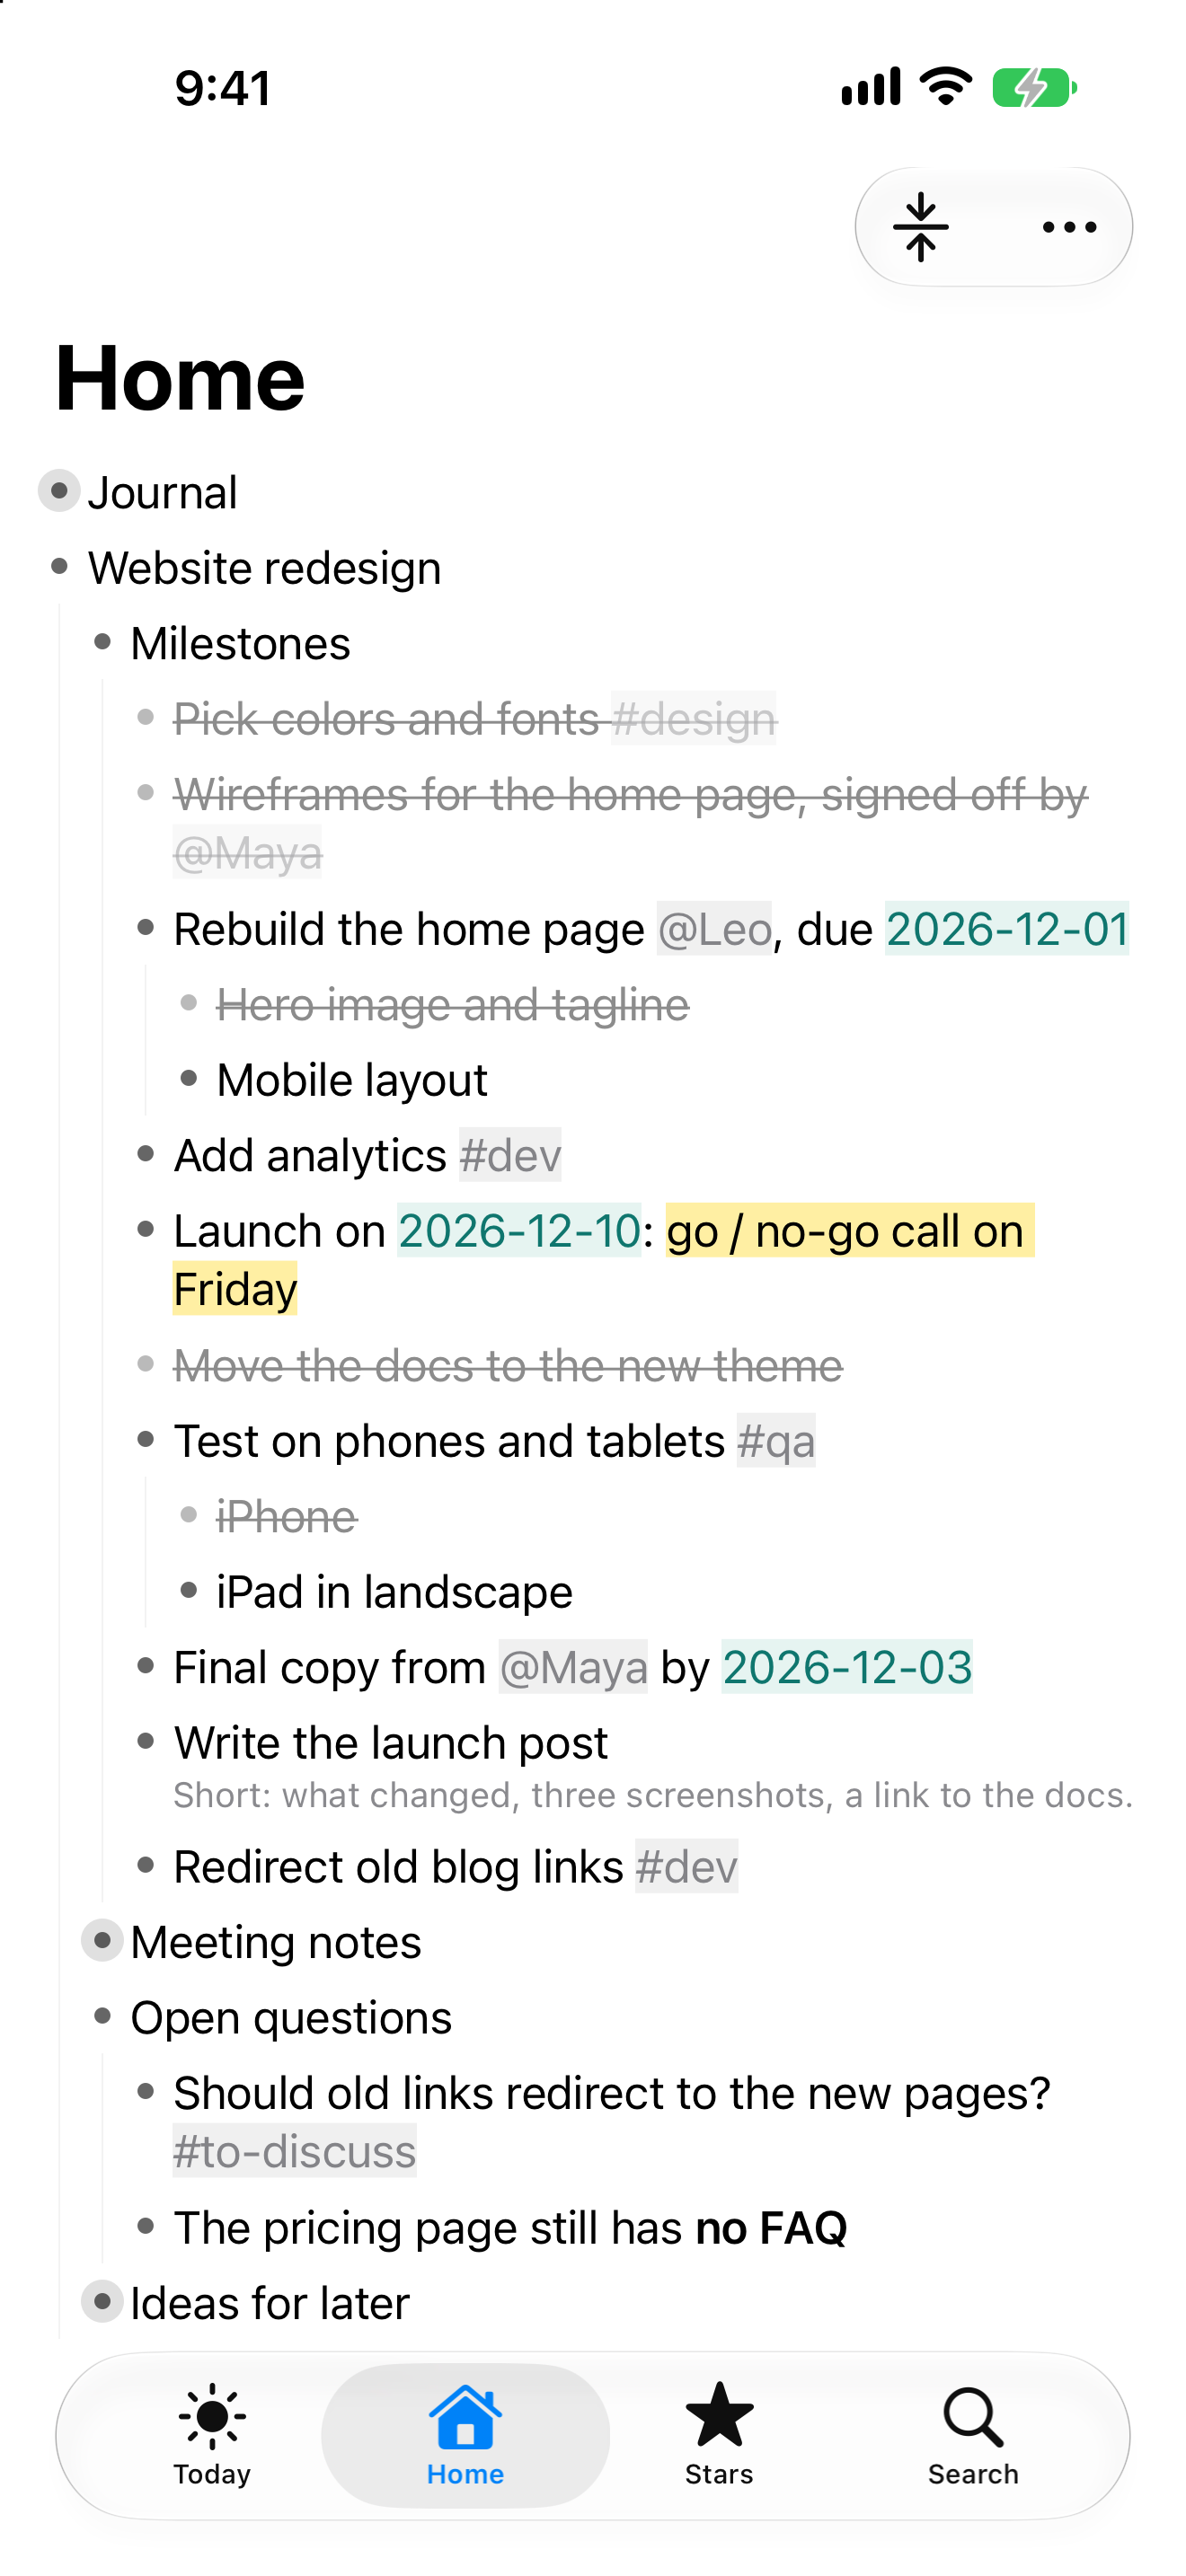 9:41
Home
Journal
Website redesign
Milestones
Pick colors and fonts #design
Wireframes for the home page, signed off by
@Maya
Rebuild the home page @Leo, due 2026-12-01
Hero image and tagline
Mobile layout
Add analytics #dev
Launch on 2026-12-10: go / no-go call on
Friday
Move the docs to the new theme
Test on phones and tablets #qa
iPhone
iPad in landscape
Final copy from @Maya by 2026-12-03
Write the launch post
Short: what changed, three screenshots, a link to the docs.
Redirect old blog links #dev
Meeting notes
Open questions
Should old links redirect to the new pages?
#to-discuss
The pricing page still has no FAQ
Ideas for later
Today
Home
Stars
Search